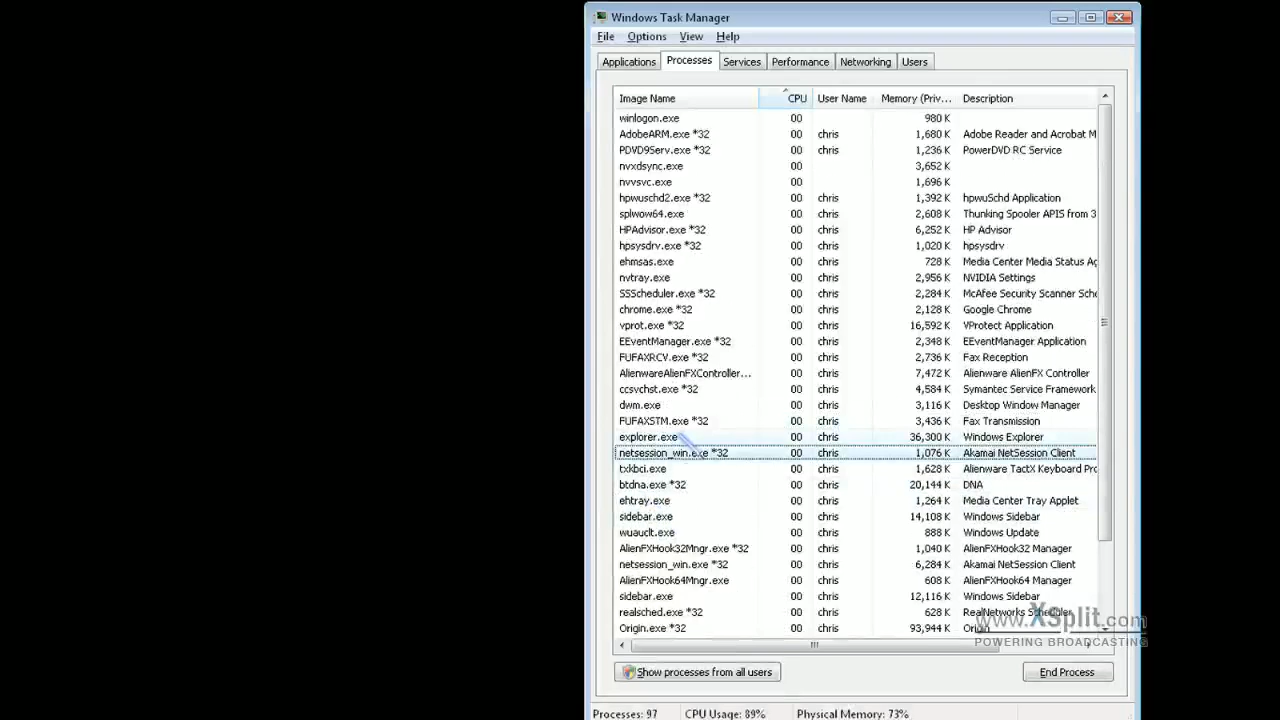 Windows Task Manager
File Options View Help
Applications Processes Services Performance Networking Users
Image Name CPU User Name Memory (Priv... Description
winlogon.exe 00 980 K
AdobeARM.exe *32 00 chris 1,680 K Adobe Reader and Acrobat M
PDVD9Serv.exe *32 00 chris 1,236 K PowerDVD RC Service
nvxdsync.exe 00 3,652 K
nvvsvc.exe 00 1,696 K
hpwuschd2.exe *32 00 chris 1,392 K hpwuSchd Application
splwow64.exe 00 chris 2,608 K Thunking Spooler APIS from 3
HPAdvisor.exe *32 00 chris 6,252 K HP Advisor
hpsysdrv.exe *32 00 chris 1,020 K hpsysdrv
ehmsas.exe 00 chris 728 K Media Center Media Status Ag
nvtray.exe 00 chris 2,956 K NVIDIA Settings
SSScheduler.exe *32 00 chris 2,284 K McAfee Security Scanner Sche
chrome.exe *32 00 chris 2,128 K Google Chrome
vprot.exe *32 00 chris 16,592 K VProtect Application
EEventManager.exe *32 00 chris 2,348 K EEventManager Application
FUFAXRCV.exe *32 00 chris 2,736 K Fax Reception
AlienwareAlienFXController... 00 chris 7,472 K Alienware AlienFX Controller
ccsvchst.exe *32 00 chris 4,584 K Symantec Service Framework
dwm.exe 00 chris 3,116 K Desktop Window Manager
FUFAXSTM.exe *32 00 chris 3,436 K Fax Transmission
explorer.exe 00 chris 36,300 K Windows Explorer
netsession_win.exe *32 00 chris 1,076 K Akamai NetSession Client
txkbci.exe 00 chris 1,628 K Alienware TactX Keyboard Pro
btdna.exe *32 00 chris 20,144 K DNA
ehtray.exe 00 chris 1,264 K Media Center Tray Applet
sidebar.exe 00 chris 14,108 K Windows Sidebar
wuauclt.exe 00 chris 888 K Windows Update
AlienFXHook32Mngr.exe *32 00 chris 1,040 K AlienFXHook32 Manager
netsession_win.exe *32 00 chris 6,284 K Akamai NetSession Client
AlienFXHook64Mngr.exe 00 chris 608 K AlienFXHook64 Manager
sidebar.exe 00 chris 12,116 K Windows Sidebar
realsched.exe *32 00 chris 628 K RealNetworks Scheduler
Origin.exe *32 00 chris 93,944 K Origin
www.XSplit.com
POWERING BROADCASTING
Show processes from all users End Process
Processes: 97 CPU Usage: 89% Physical Memory: 73%